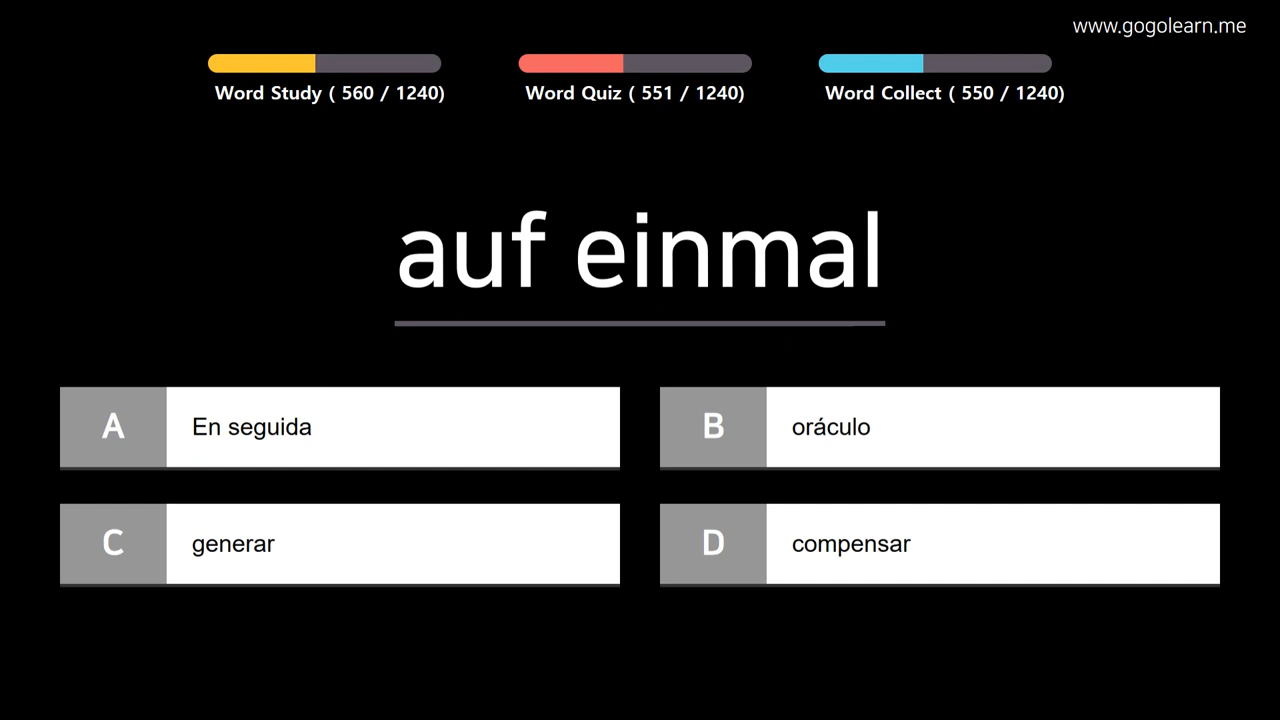 www.gogolearn.me
Word Study ( 560 / 1240)
Word Quiz ( 551 / 1240)
Word Collect ( 550 / 1240)
auf einmal
A En seguida
B oráculo
C generar
D compensar